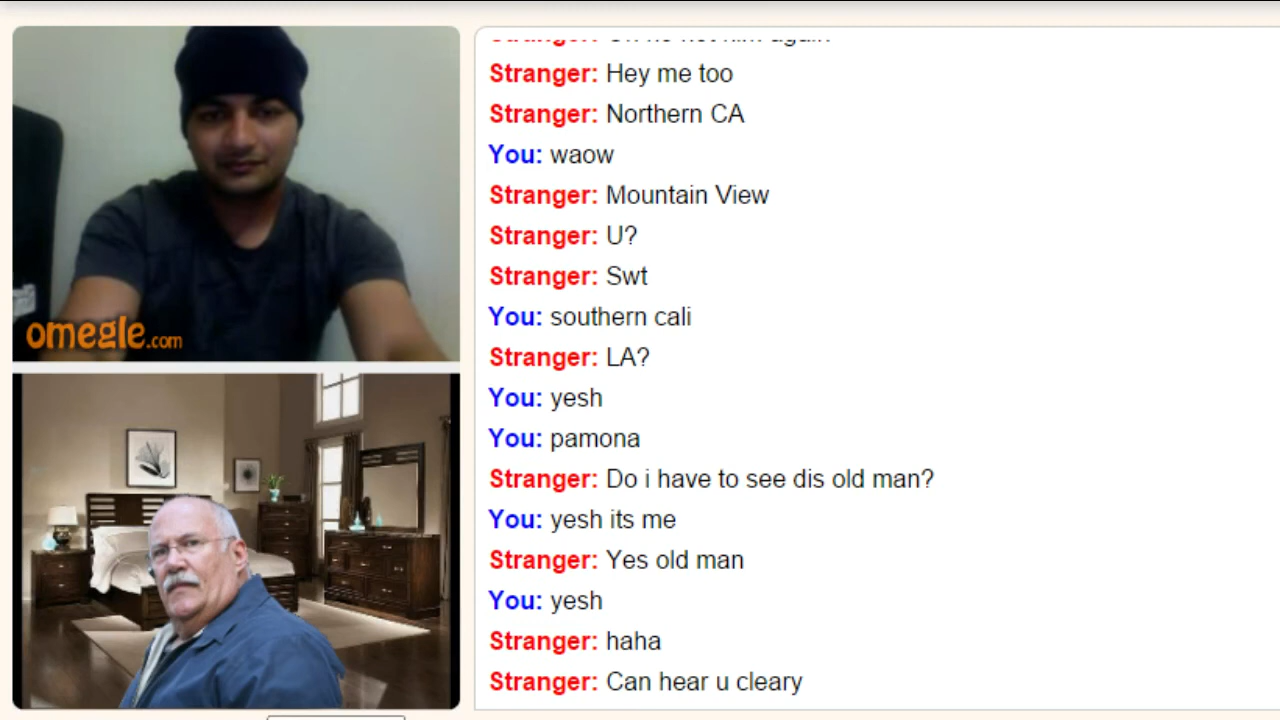 omegle.com
Stranger: Hey me too
Stranger: Northern CA
You: waow
Stranger: Mountain View
Stranger: U?
Stranger: Swt
You: southern cali
Stranger: LA?
You: yesh
You: pamona
Stranger: Do i have to see dis old man?
You: yesh its me
Stranger: Yes old man
You: yesh
Stranger: haha
Stranger: Can hear u cleary